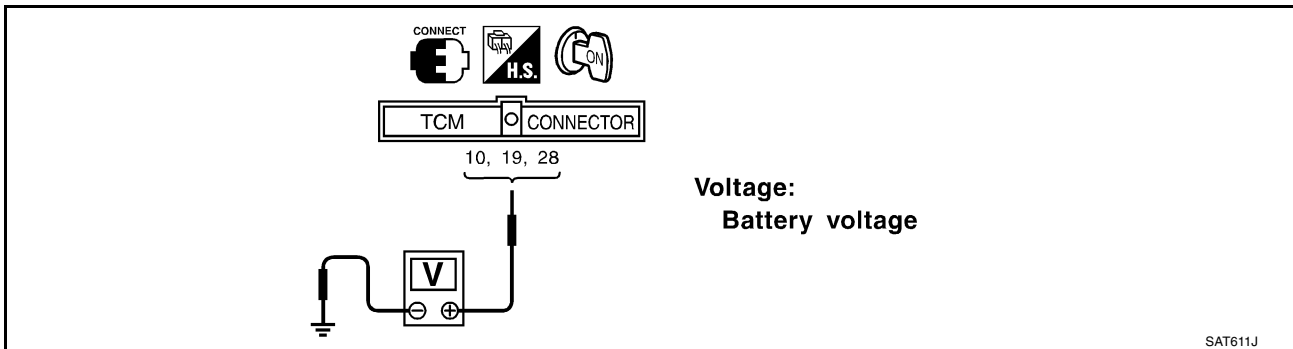 CONNECT
H.S.
ON
TCM CONNECTOR
10, 19, 28
Voltage:
Battery voltage
V
SAT611J